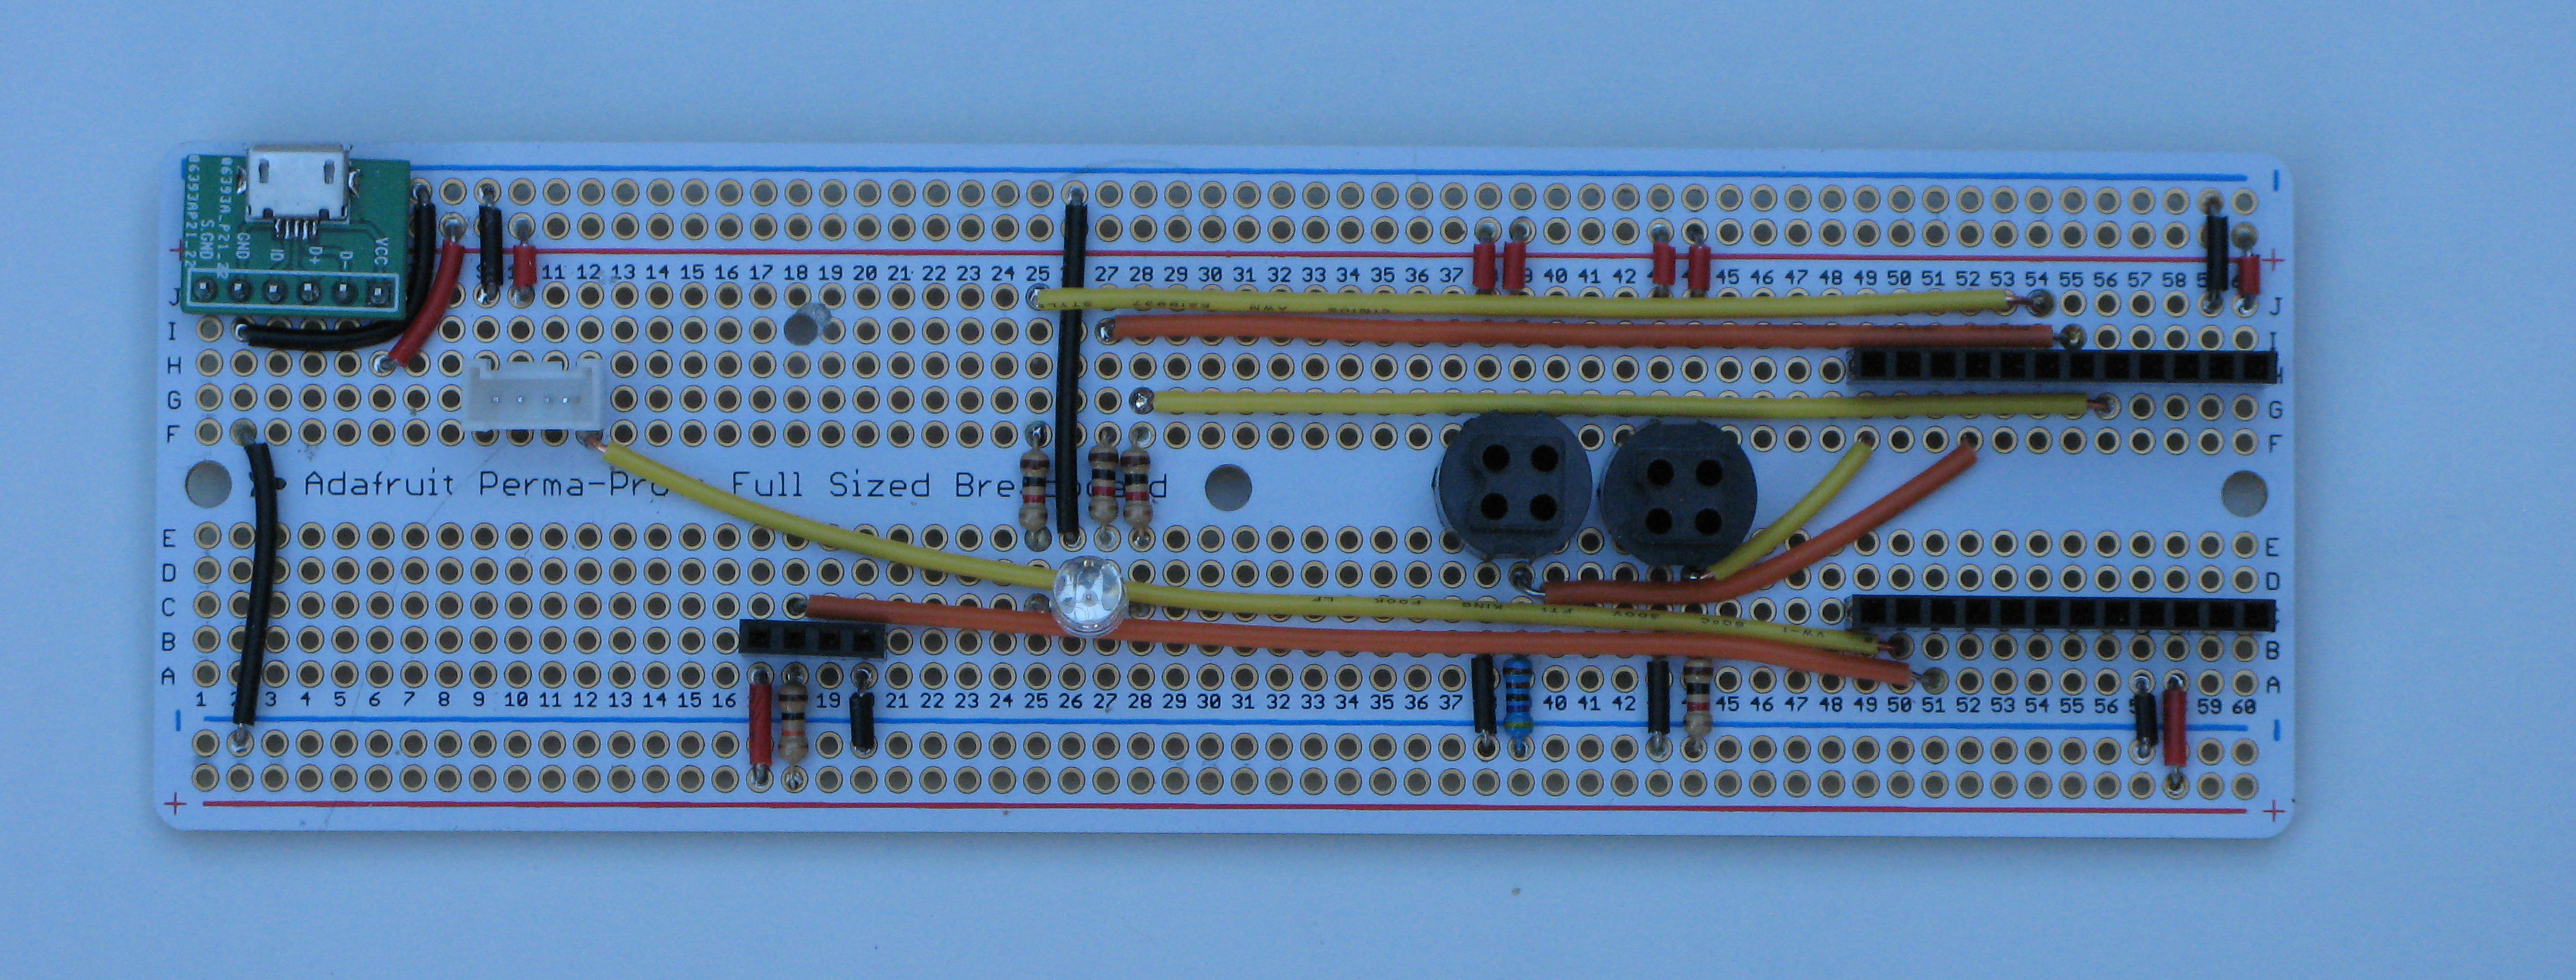 06393AP21_22
06393A_P21_22
S.GND
GND
ID
D+
D-
VCC
11 12 13 14 15 16 17 18 19 20 21 22 23 24 25 27 28 29 30 31 32 33 34 35 36 37 40 41 42 45 46 47 48 49 50 51 52 53 54 55 56 57 58
J J
I I
H
G G
F F
Adafruit Perma-Pro Full Sized Bre
E E
D D
C
B B
A A
1 2 3 4 5 6 7 8 9 10 11 12 13 14 15 16 19 21 22 23 24 25 26 27 28 29 30 31 32 33 34 35 36 37 40 41 42 45 46 47 48 49 50 51 52 53 54 55 56 59 60